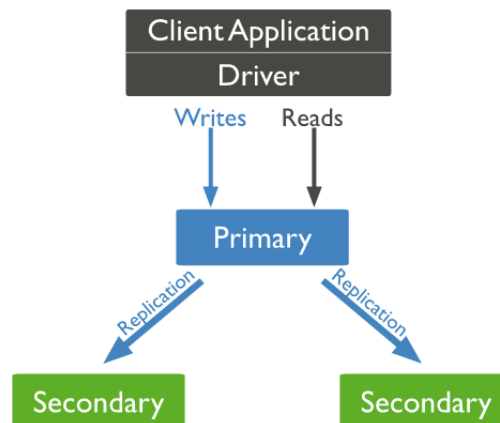 Client Application
Driver
Writes
Reads
Primary
Replication
Replication
Secondary
Secondary